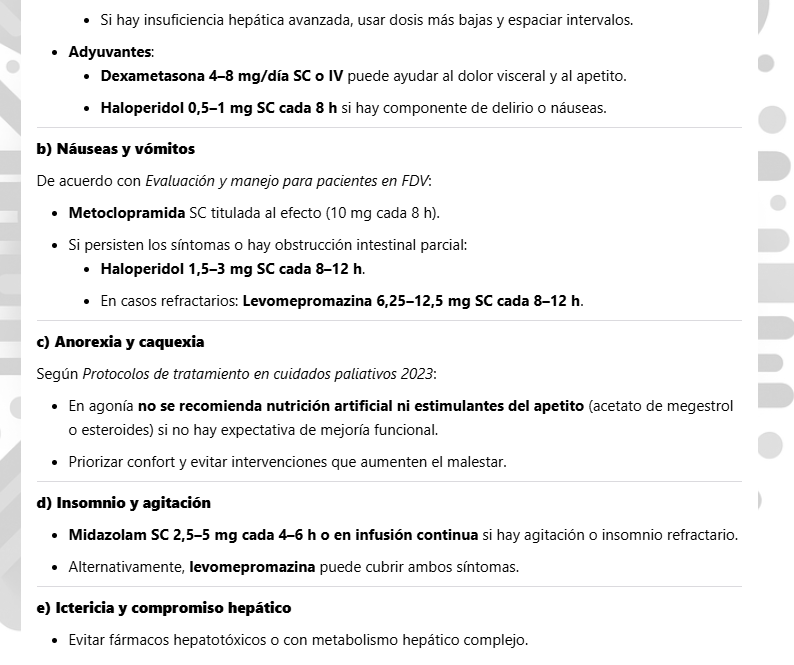 Si hay insuficiencia hepática avanzada, usar dosis más bajas y espaciar intervalos.
Adyuvantes:
Dexametasona 4–8 mg/día SC o IV puede ayudar al dolor visceral y al apetito.
Haloperidol 0,5–1 mg SC cada 8 h si hay componente de delirio o náuseas.
b) Náuseas y vómitos
De acuerdo con Evaluación y manejo para pacientes en FDV:
Metoclopramida SC titulada al efecto (10 mg cada 8 h).
Si persisten los síntomas o hay obstrucción intestinal parcial:
Haloperidol 1,5–3 mg SC cada 8–12 h.
En casos refractarios: Levomepromazina 6,25–12,5 mg SC cada 8–12 h.
c) Anorexia y caquexia
Según Protocolos de tratamiento en cuidados paliativos 2023:
En agonía no se recomienda nutrición artificial ni estimulantes del apetito (acetato de megestrol
o esteroides) si no hay expectativa de mejoría funcional.
Priorizar confort y evitar intervenciones que aumenten el malestar.
d) Insomnio y agitación
Midazolam SC 2,5–5 mg cada 4–6 h o en infusión continua si hay agitación o insomnio refractario.
Alternativamente, levomepromazina puede cubrir ambos síntomas.
e) Ictericia y compromiso hepático
Evitar fármacos hepatotóxicos o con metabolismo hepático complejo.